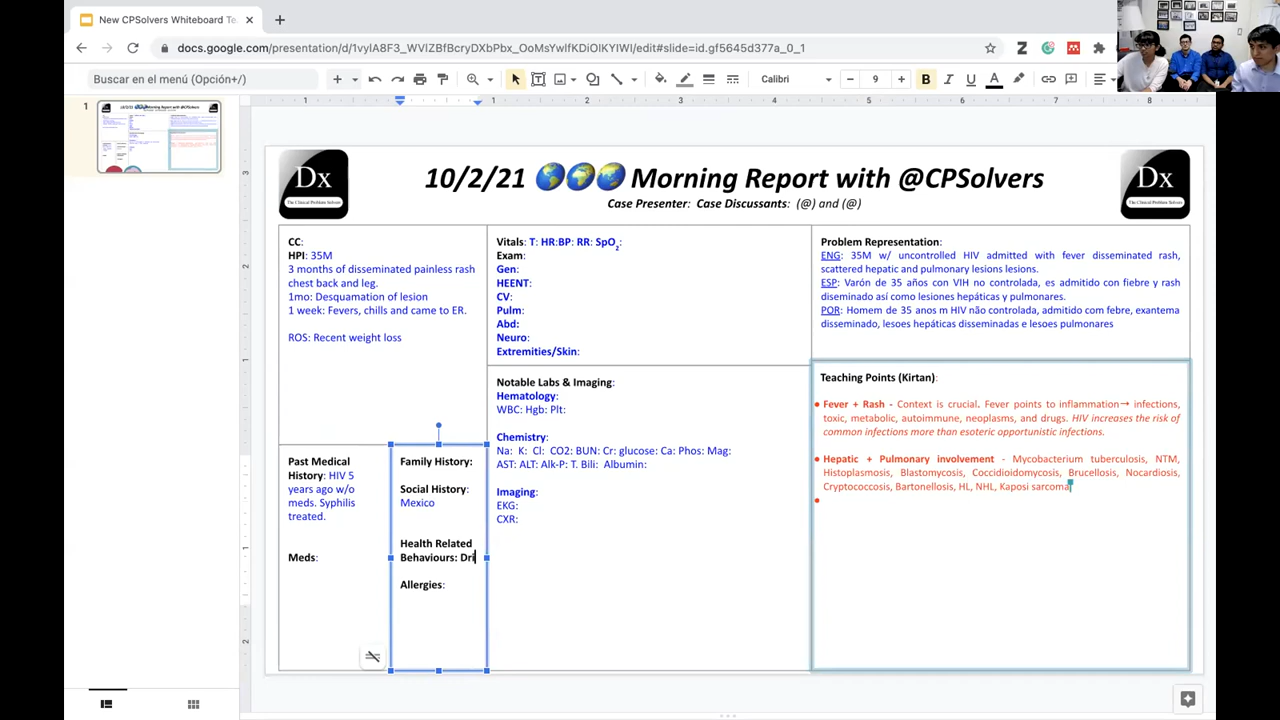 New CPSolvers Whiteboard Te
docs.google.com/presentation/d/1vylA8F3_WVIZBfBcryDXbPbx_OoMsYwlfKDiOIKYIWI/edit#slide=id.gf5645d377a_0_1
Buscar en el menú (Opción+/)
Calibri
9
1
10/2/21 Morning Report with @CPSolvers
Case Presenter: Case Discussants: (@) and (@)
Dx
The Clinical Problem Solvers
Dx
The Clinical Problem Solvers
CC:
HPI: 35M
3 months of disseminated painless rash
chest back and leg.
1mo: Desquamation of lesion
1 week: Fevers, chills and came to ER.
ROS: Recent weight loss
Past Medical
History: HIV 5
years ago w/o
meds. Syphilis
treated.
Meds:
Family History:
Social History:
Mexico
Health Related
Behaviours: Dri
Allergies:
Vitals: T: HR:BP: RR: SpO2:
Exam:
Gen:
HEENT:
CV:
Pulm:
Abd:
Neuro:
Extremities/Skin:
Notable Labs & Imaging:
Hematology:
WBC: Hgb: Plt:
Chemistry:
Na: K: Cl: CO2: BUN: Cr: glucose: Ca: Phos: Mag:
AST: ALT: Alk-P: T. Bili: Albumin:
Imaging:
EKG:
CXR:
Problem Representation:
ENG: 35M w/ uncontrolled HIV admitted with fever disseminated rash,
scattered hepatic and pulmonary lesions lesions.
ESP: Varón de 35 años con VIH no controlada, es admitido con fiebre y rash
diseminado así como lesiones hepáticas y pulmonares.
POR: Homem de 35 anos m HIV não controlada, admitido com febre, exantema
disseminado, lesoes hepáticas disseminadas e lesoes pulmonares
Teaching Points (Kirtan):
• Fever + Rash - Context is crucial. Fever points to inflammation→ infections,
toxic, metabolic, autoimmune, neoplasms, and drugs. HIV increases the risk of
common infections more than esoteric opportunistic infections.
• Hepatic + Pulmonary involvement - Mycobacterium tuberculosis, NTM,
Histoplasmosis, Blastomycosis, Coccidioidomycosis, Brucellosis, Nocardiosis,
Cryptococcosis, Bartonellosis, HL, NHL, Kaposi sarcoma
•